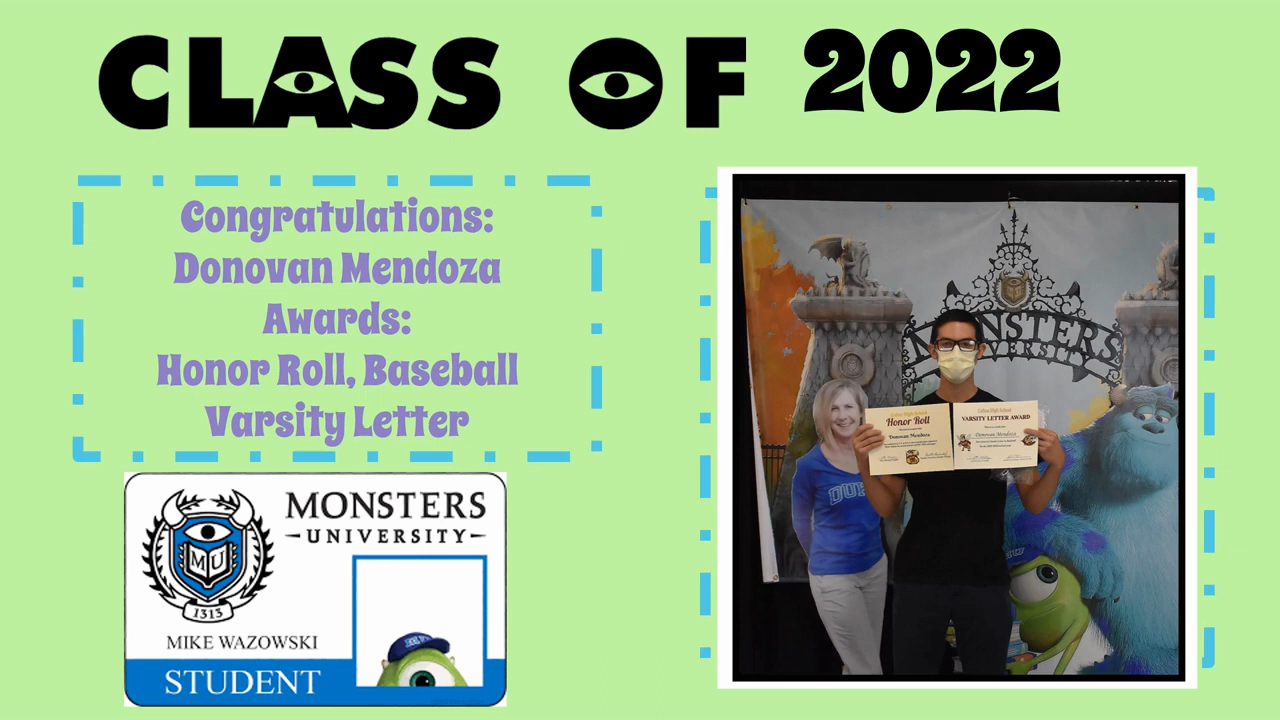 CLASS OF 2022
Congratulations:
Donovan Mendoza
Awards:
Honor Roll, Baseball
Varsity Letter
MONSTERS
UNIVERSITY
MU
1313
MIKE WAZOWSKI
STUDENT
MONSTERS
UNIVERSITY
Honor Roll
Donovan Mendoza
VARSITY LETTER AWARD
Donovan Mendoza